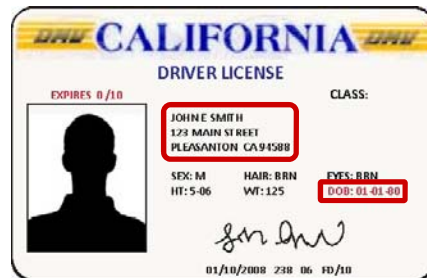 DMV CALIFORNIA DMV
DRIVER LICENSE
EXPIRES 0/10
CLASS:
JOHN E SMITH
123 MAIN STREET
PLEASANTON CA 94588
SEX: M HAIR: BRN EYES: BRN
HT: 5-06 WT: 125 DOB: 01-01-80
01/10/2008 238 06 FD/10